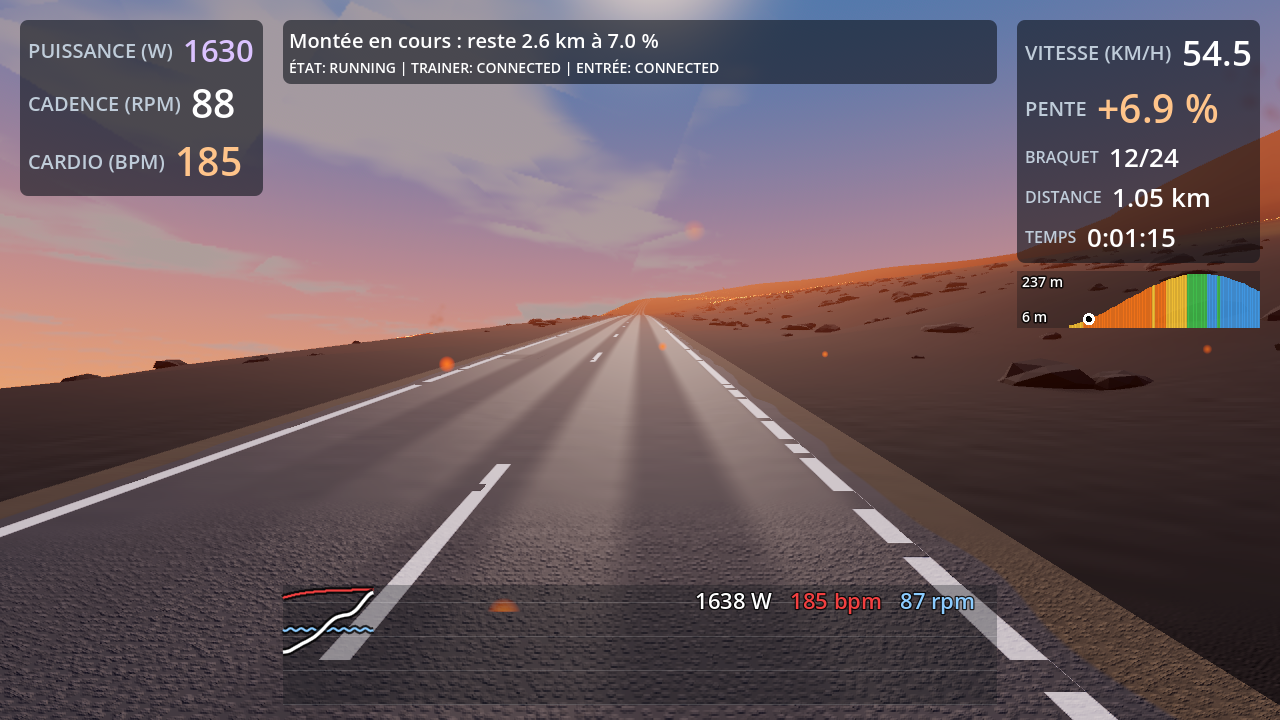 PUISSANCE (W) 1630
CADENCE (RPM) 88
CARDIO (BPM) 185
Montée en cours : reste 2.6 km à 7.0 %
ÉTAT: RUNNING | TRAINER: CONNECTED | ENTRÉE: CONNECTED
VITESSE (KM/H) 54.5
PENTE +6.9 %
BRAQUET 12/24
DISTANCE 1.05 km
TEMPS 0:01:15
237 m
6 m
1638 W 185 bpm 87 rpm